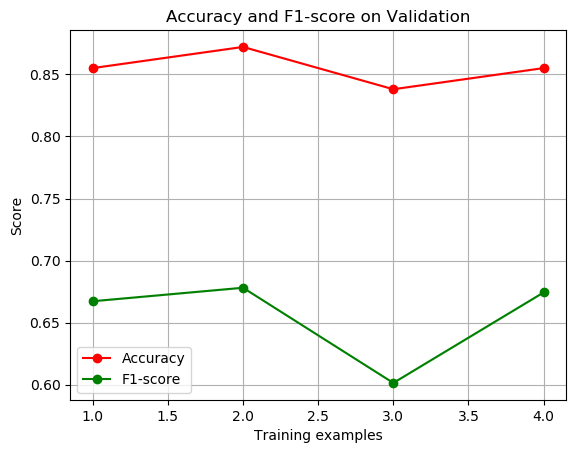 Accuracy and F1-score on Validation
Score
0.85
0.80
0.75
0.70
0.65
0.60
Accuracy
F1-score
1.0 1.5 2.0 2.5 3.0 3.5 4.0
Training examples